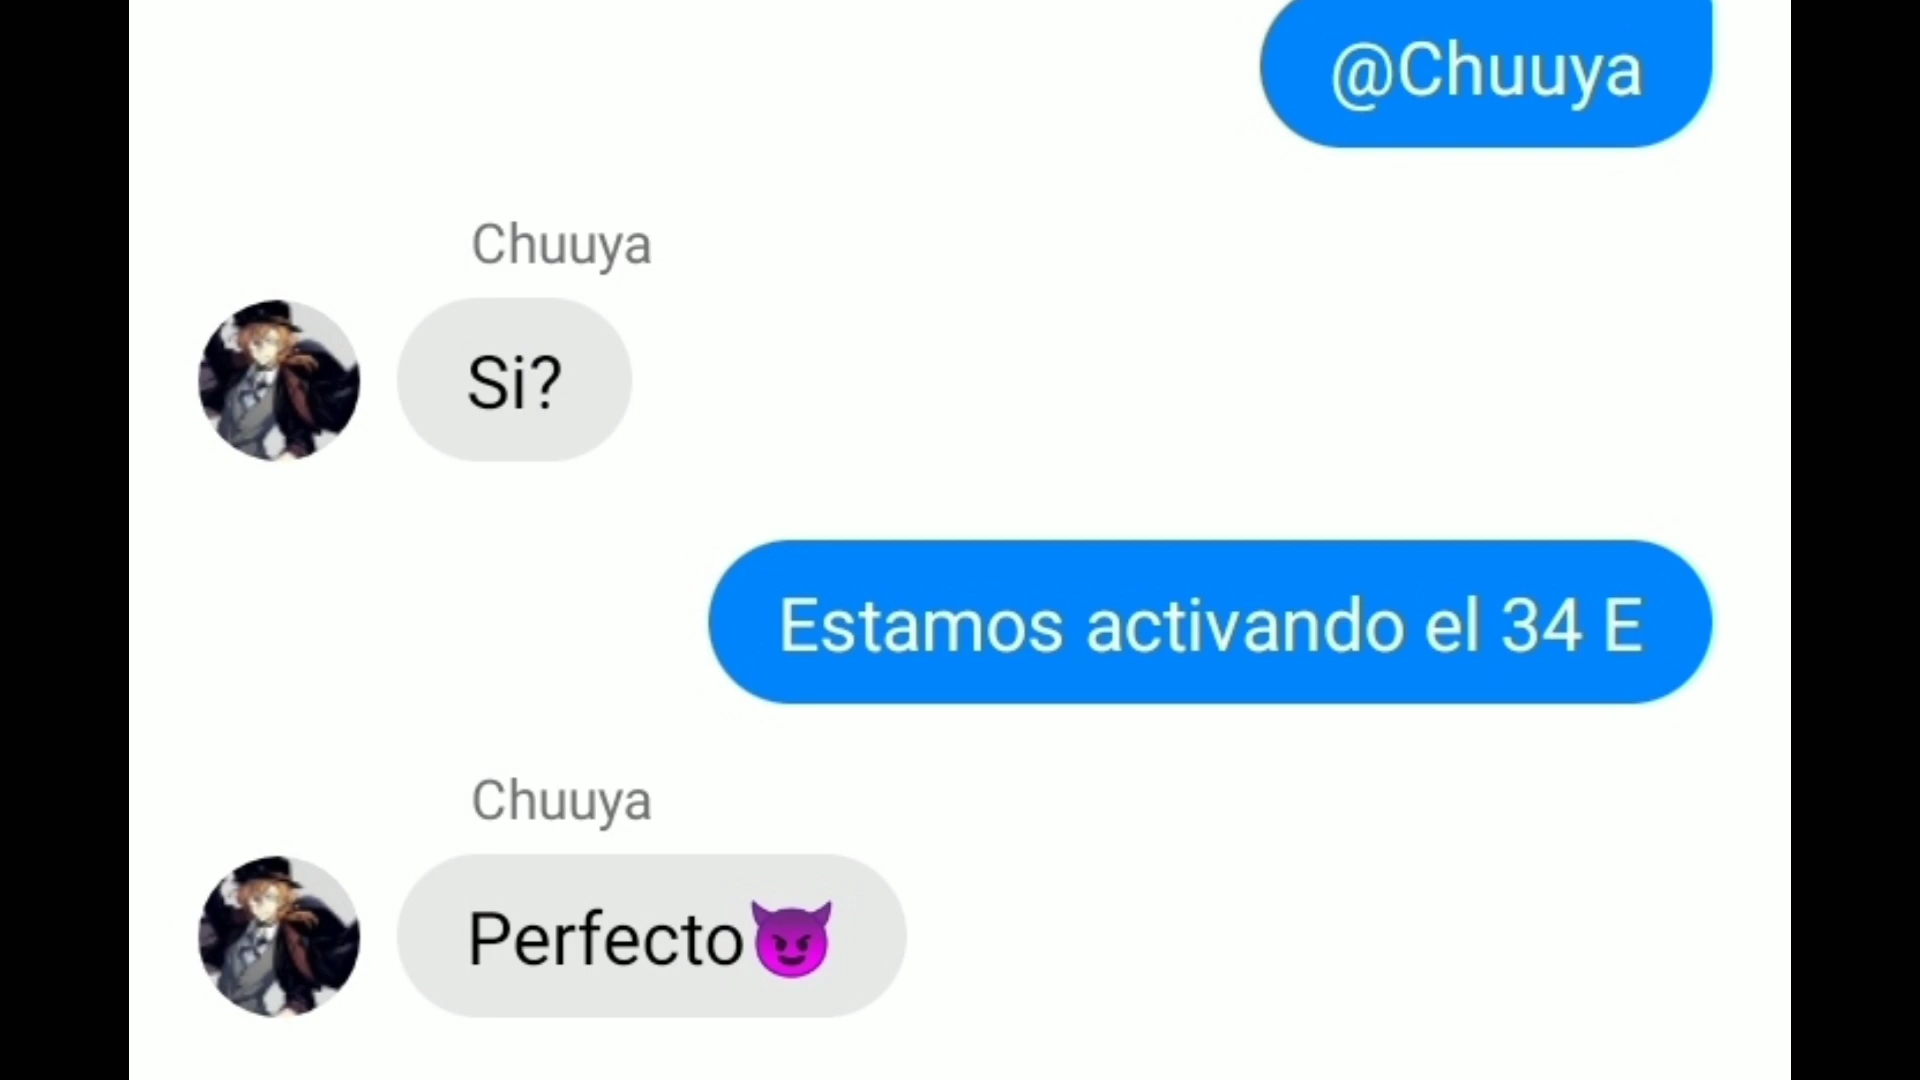 @Chuuya
Chuuya
Si?
Estamos activando el 34 E
Chuuya
Perfecto😈